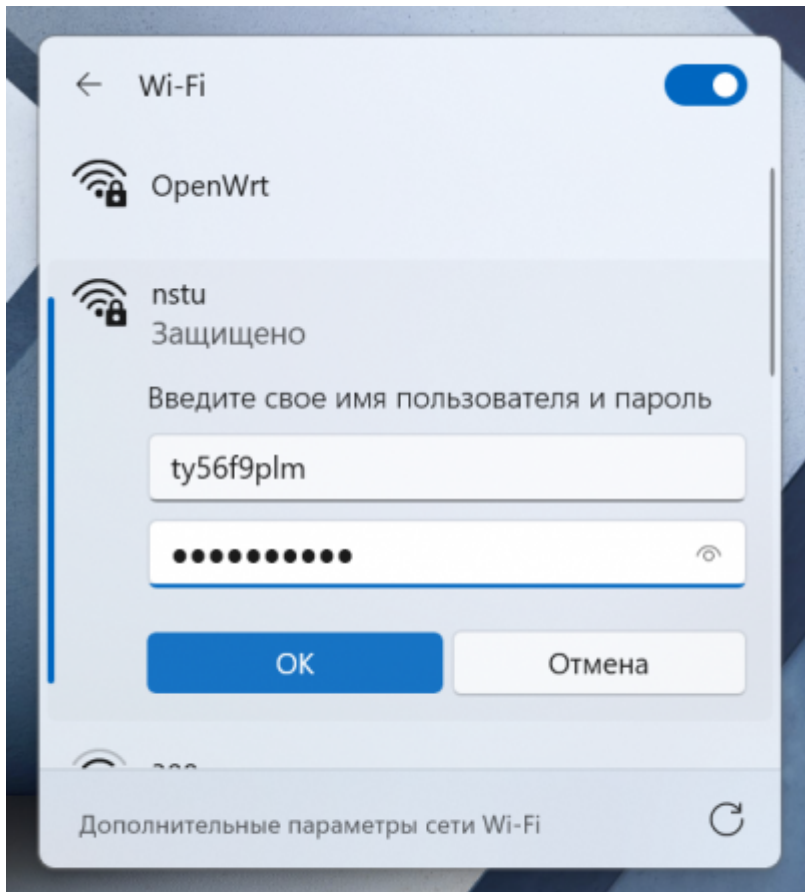 Wi-Fi
OpenWrt
nstu
Защищено
Введите свое имя пользователя и пароль
ty56f9plm
●●●●●●●●●●
OK
Отмена
Дополнительные параметры сети Wi-Fi